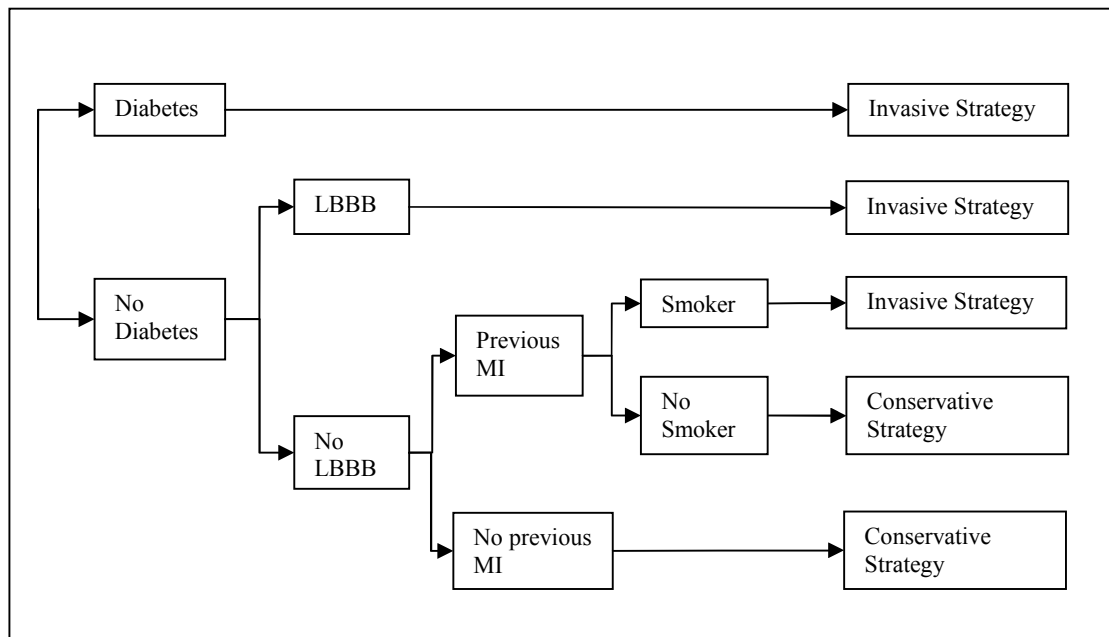 Diabetes
Invasive Strategy
LBBB
Invasive Strategy
No
Diabetes
Smoker
Invasive Strategy
Previous
MI
No
Smoker
Conservative
Strategy
No
LBBB
No previous
MI
Conservative
Strategy